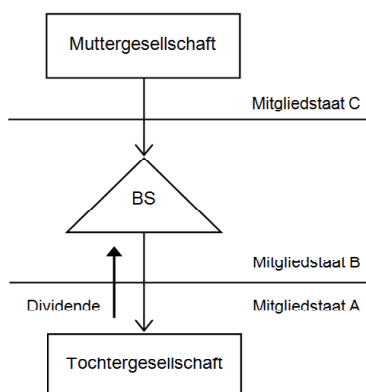 Muttergesellschaft
Mitgliedstaat C
BS
Mitgliedstaat B
Dividende
Mitgliedstaat A
Tochtergesellschaft